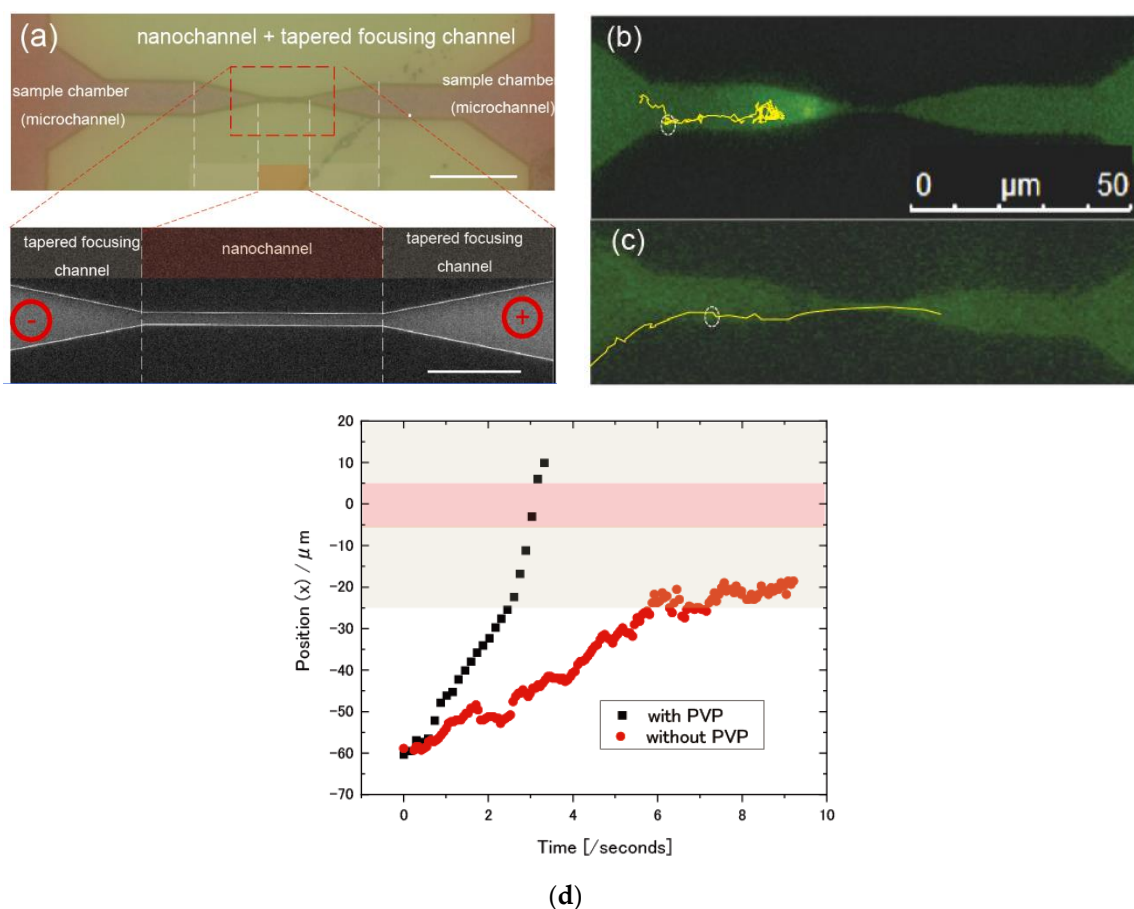 (a)
nanochannel + tapered focusing channel
sample chamber
(microchannel)
sample chamber
(microchannel)
tapered focusing
channel
nanochannel
tapered focusing
channel
-
+
(b)
0 μm 50
(c)
20
10
0
-10
-20
-30
-40
-50
-60
-70
Position (x) / μm
with PVP
without PVP
0 2 4 6 8 10
Time [/seconds]
(d)